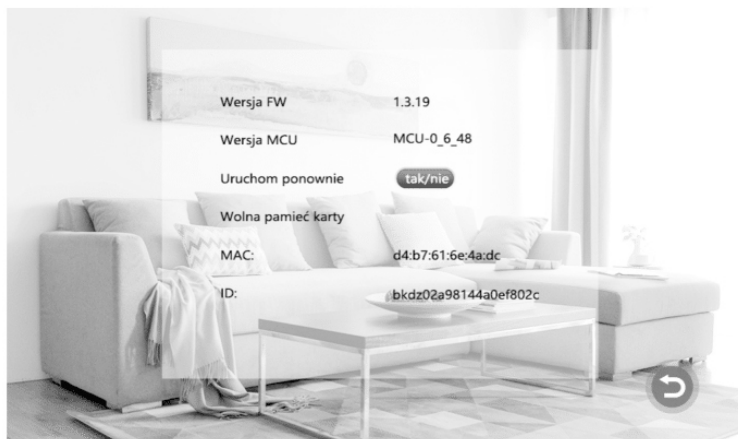 Wersja FW 1.3.19
Wersja MCU MCU-0_6_48
Uruchom ponownie tak/nie
Wolna pamieć karty
MAC: d4:b7:61:6e:4a:dc
ID: bkdz02a98144a0ef802c